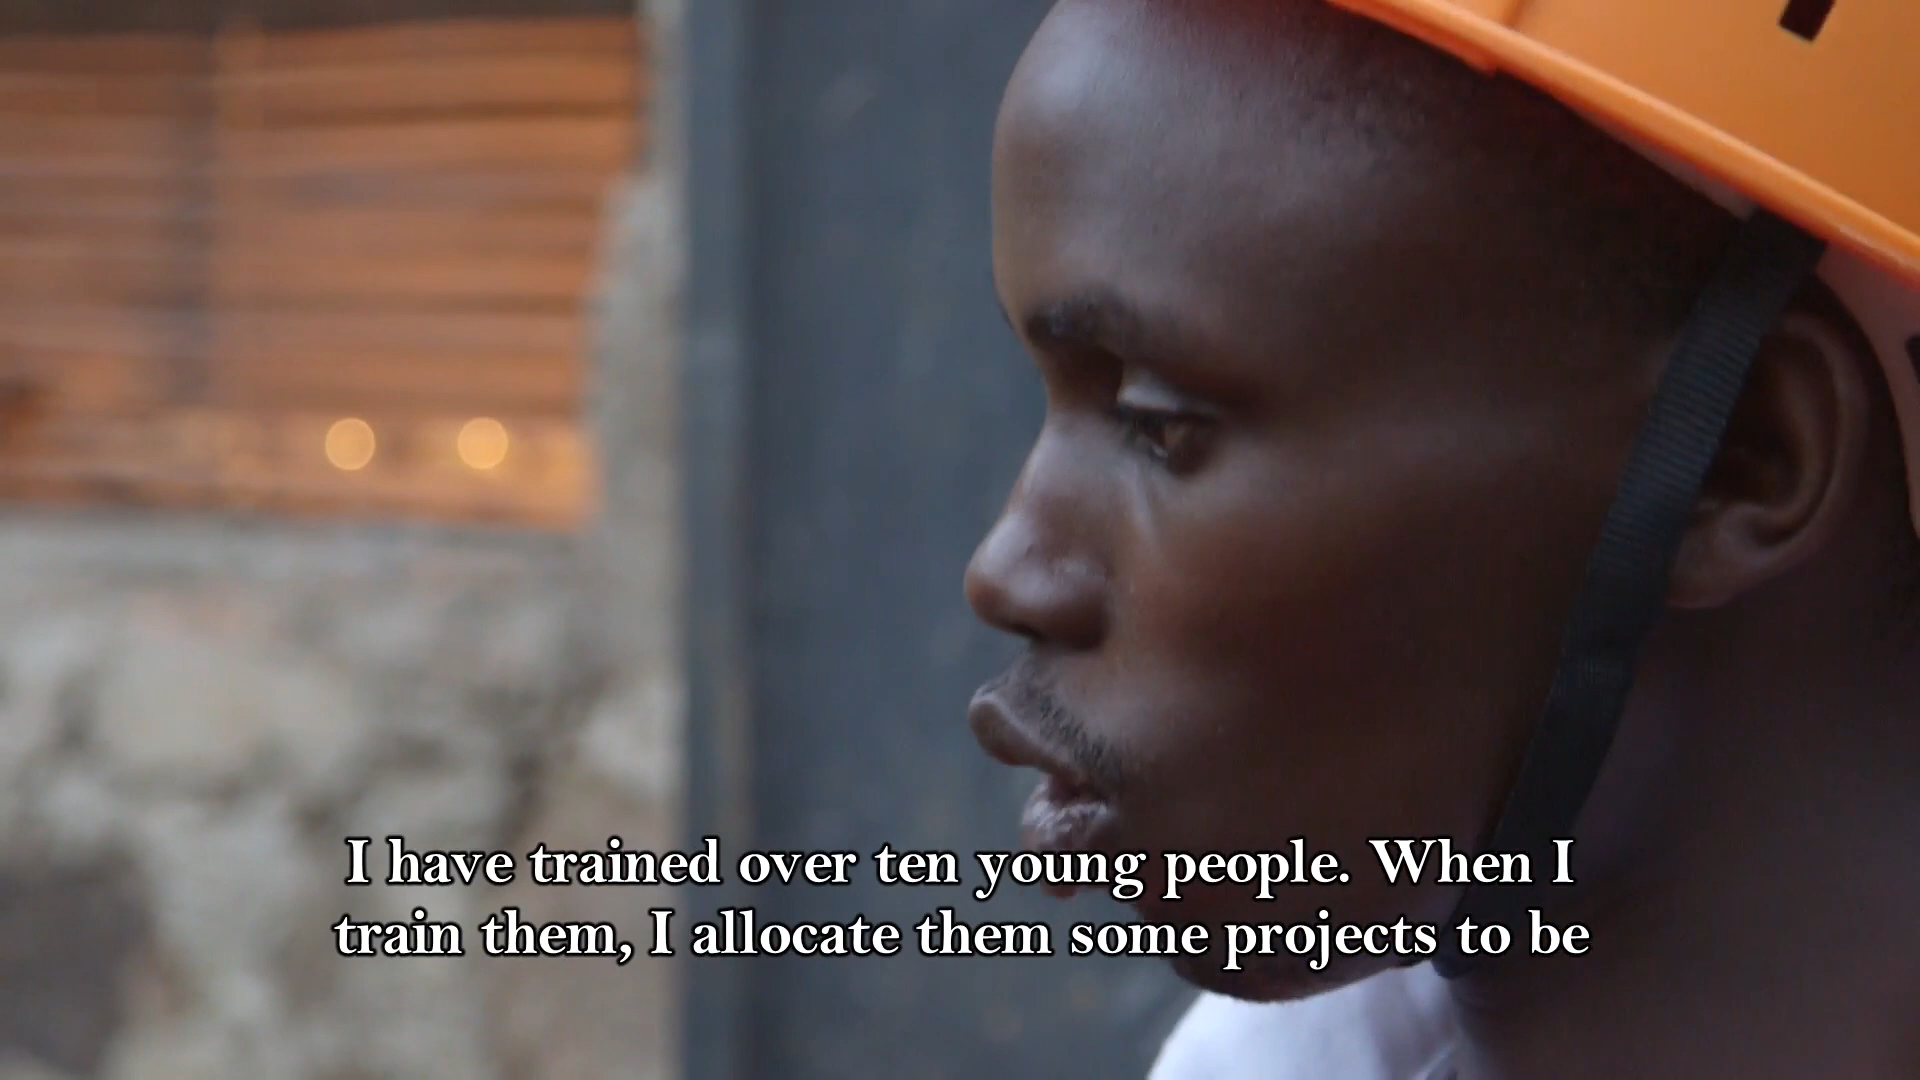 I have trained over ten young people. When I
train them, I allocate them some projects to be